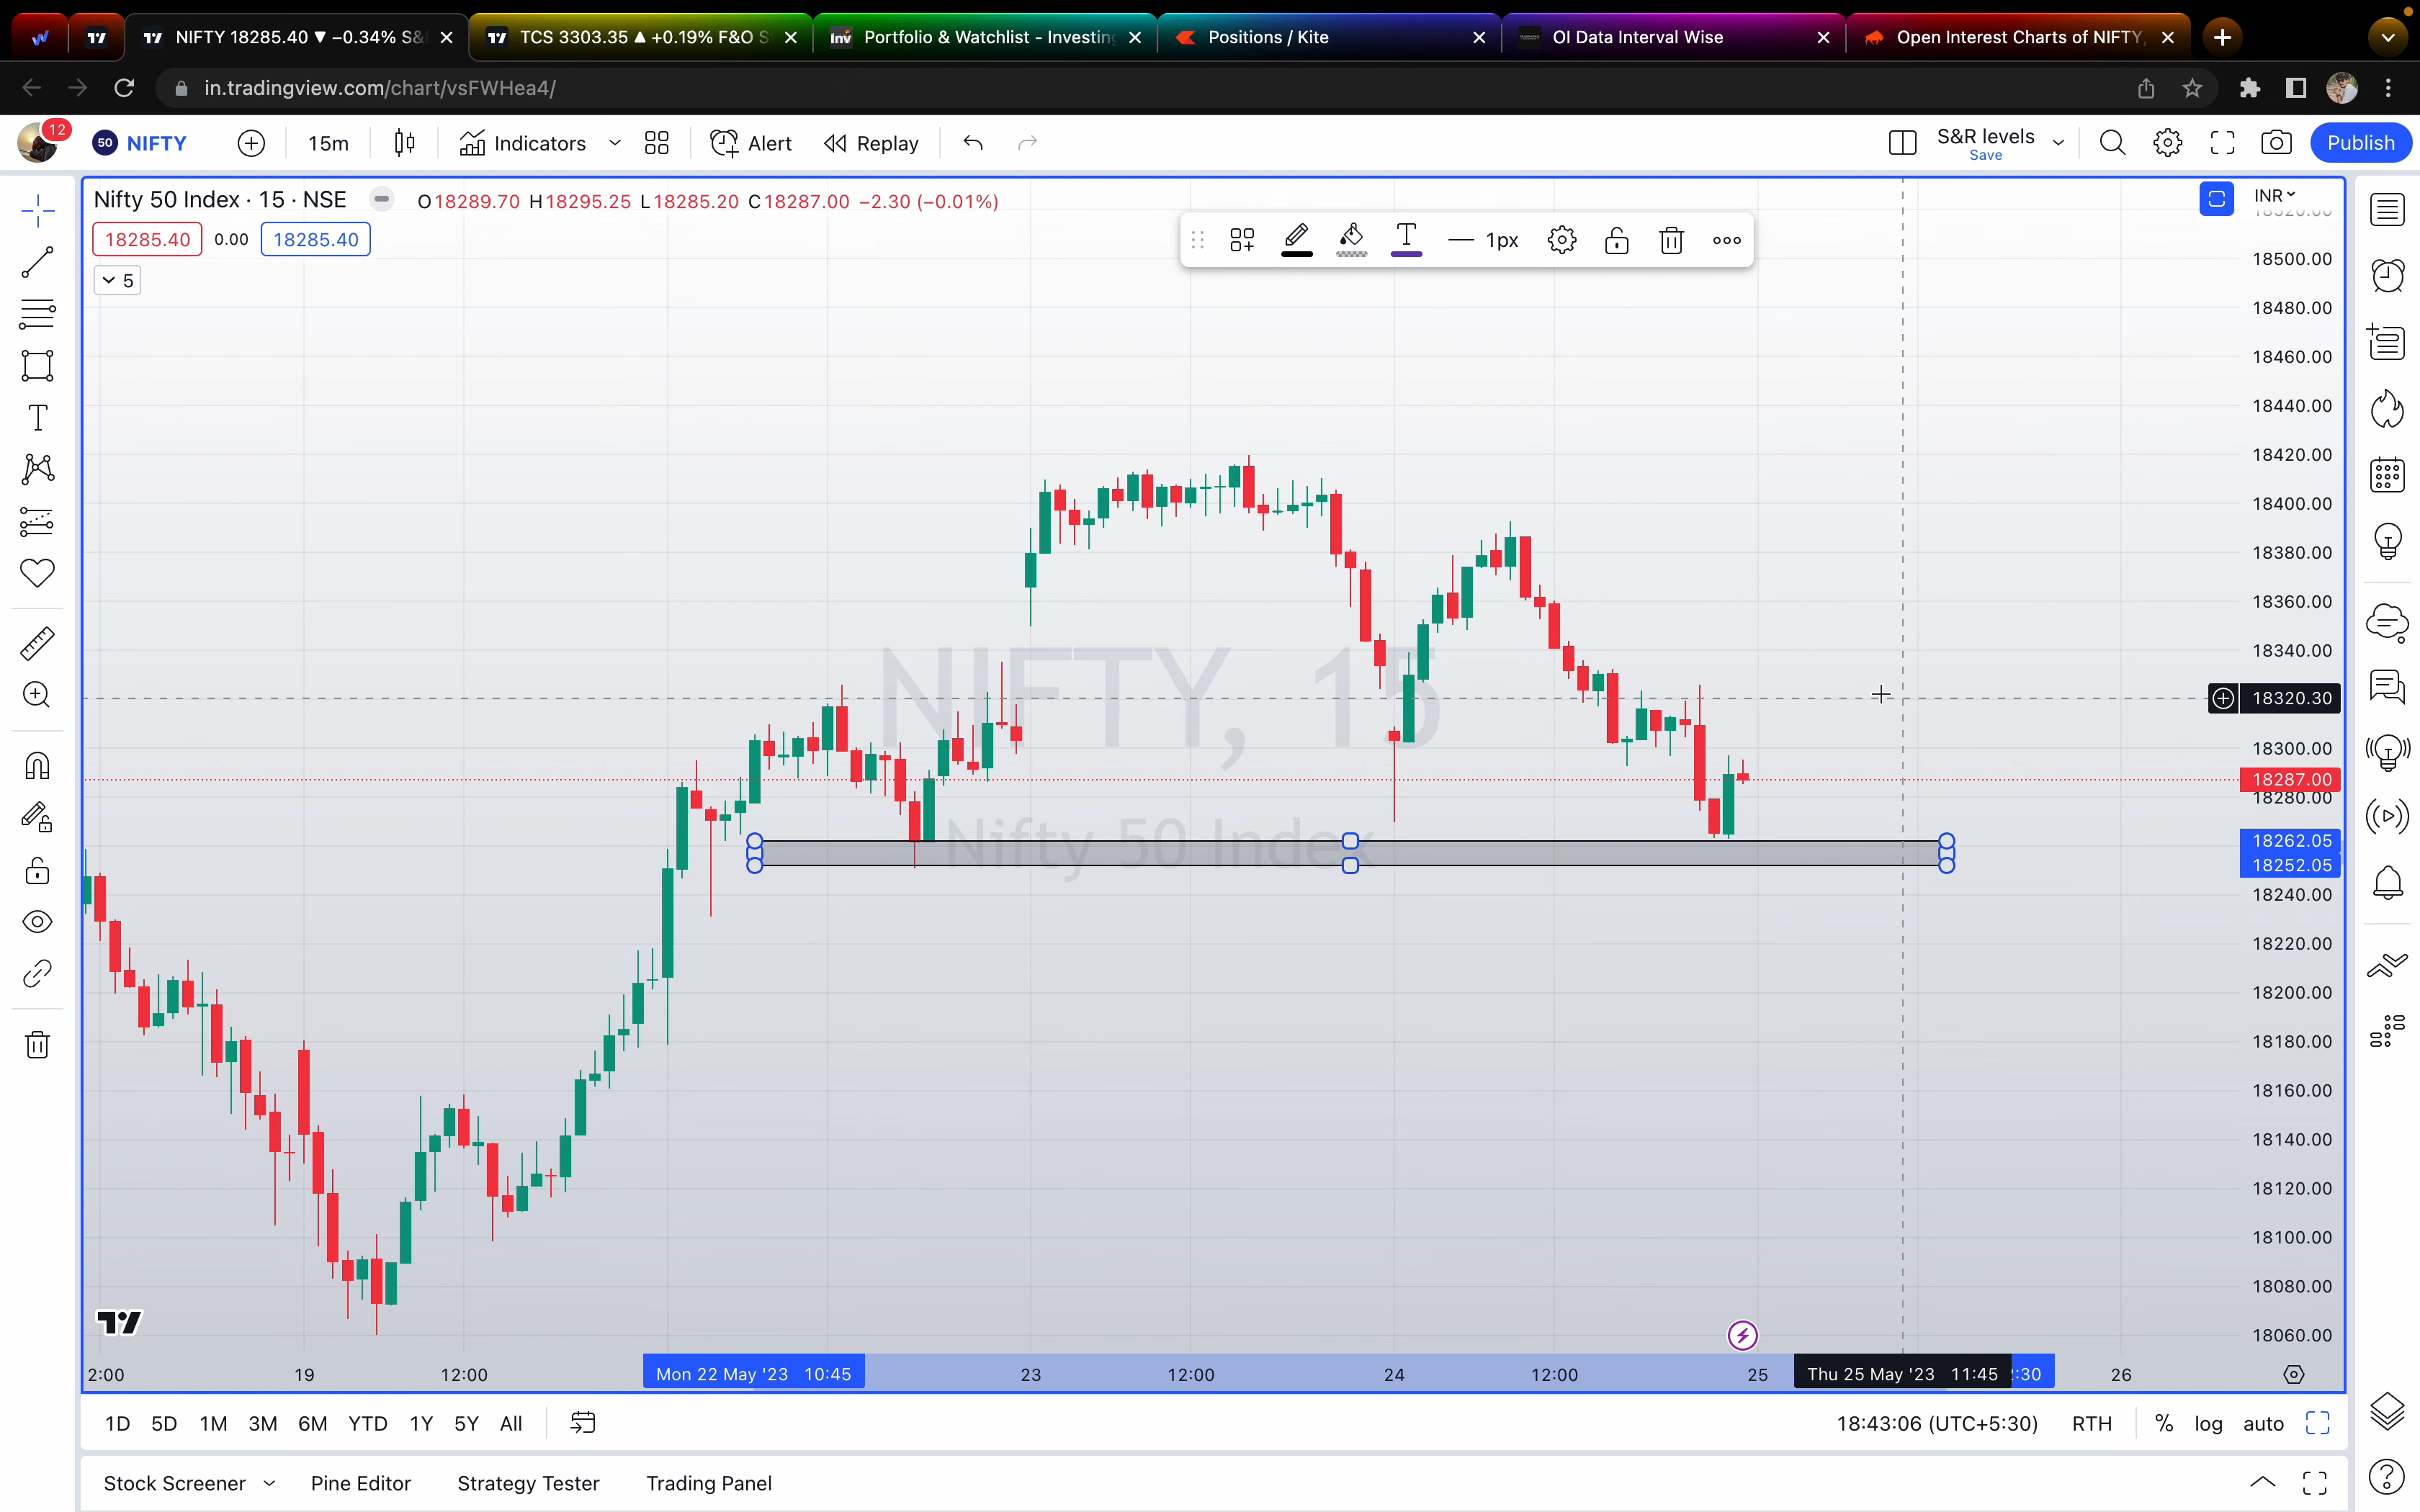 NIFTY 18285.40 ▼ −0.34% S&
TCS 3303.35 ▲ +0.19% F&O S
Portfolio & Watchlist - Investing
Positions / Kite
OI Data Interval Wise
Open Interest Charts of NIFTY,
in.tradingview.com/chart/vsFWHea4/
12
50 NIFTY
15m
Indicators
Alert
Replay
S&R levels
Save
Publish
Nifty 50 Index · 15 · NSE
O18289.70 H18295.25 L18285.20 C18287.00 −2.30 (−0.01%)
INR
18285.40 0.00 18285.40
T 1px
5
18500.00
18480.00
18460.00
18440.00
18420.00
18400.00
18380.00
18360.00
18340.00
18320.30
18300.00
18287.00
18280.00
18262.05
18252.05
18240.00
18220.00
18200.00
18180.00
18160.00
18140.00
18120.00
18100.00
18080.00
18060.00
NIFTY, 15
Nifty 50 Index
2:00
19
12:00
Mon 22 May '23 10:45
23
12:00
24
12:00
25
Thu 25 May '23 11:45
:30
26
1D 5D 1M 3M 6M YTD 1Y 5Y All
18:43:06 (UTC+5:30) RTH % log auto
Stock Screener Pine Editor Strategy Tester Trading Panel